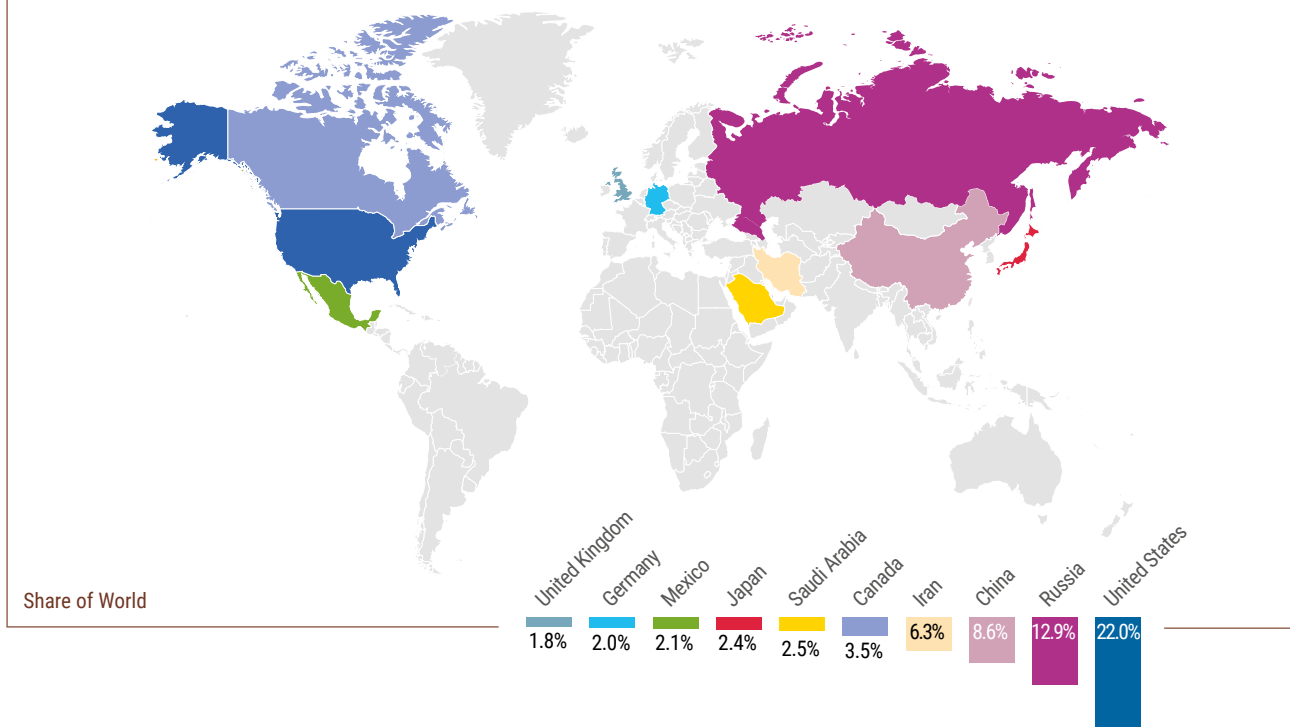 United Kingdom
Germany
Mexico
Japan
Saudi Arabia
Canada
Iran
China
Russia
United States
Share of World
1.8%
2.0%
2.1%
2.4%
2.5%
3.5%
6.3%
8.6%
12.9%
22.0%